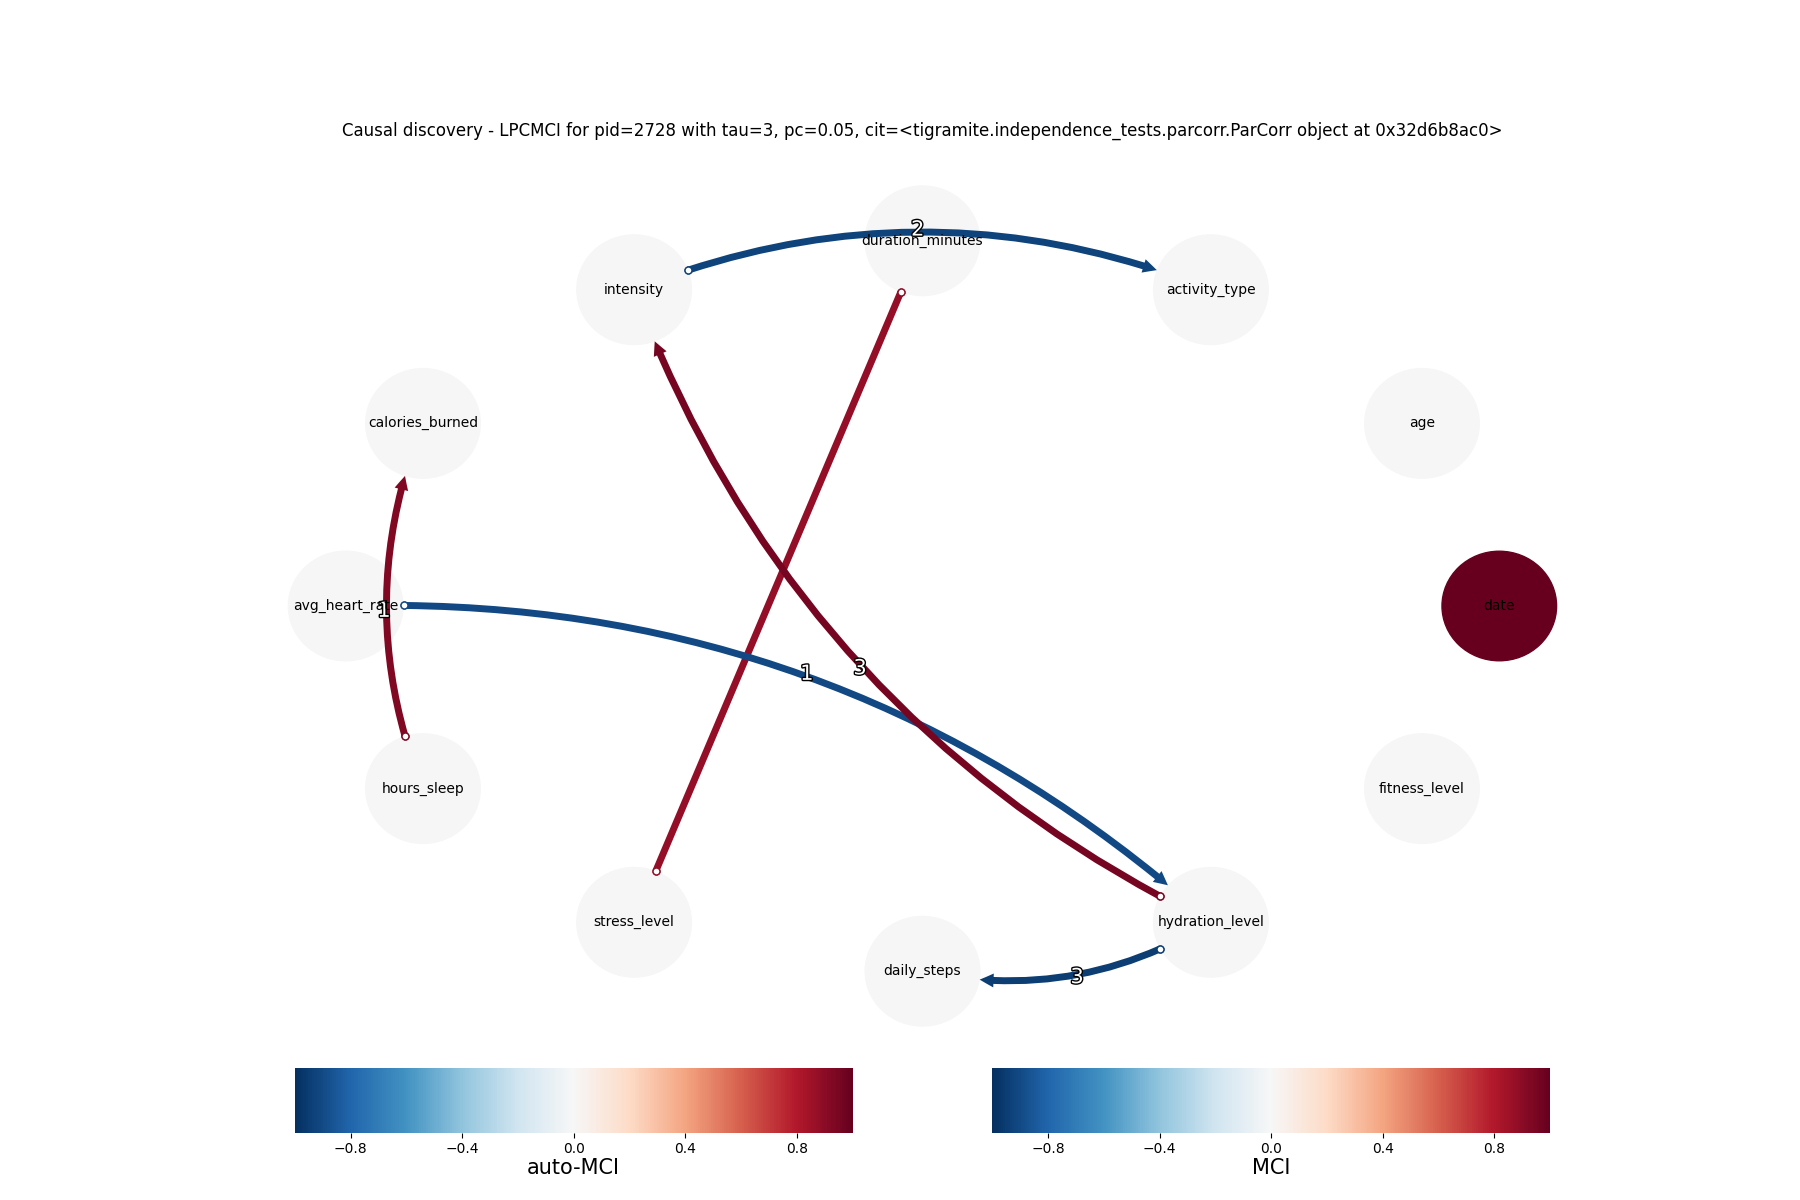 Causal discovery - LPCMCI for pid=2728 with tau=3, pc=0.05, cit=<tigramite.independence_tests.parcorr.ParCorr object at 0x32d6b8ac0>
2
duration_minutes
intensity
activity_type
calories_burned
age
avg_heart_rate
1
date
1
3
hours_sleep
fitness_level
stress_level
hydration_level
daily_steps
3
−0.8 −0.4 0.0 0.4 0.8
auto-MCI
−0.8 −0.4 0.0 0.4 0.8
MCI